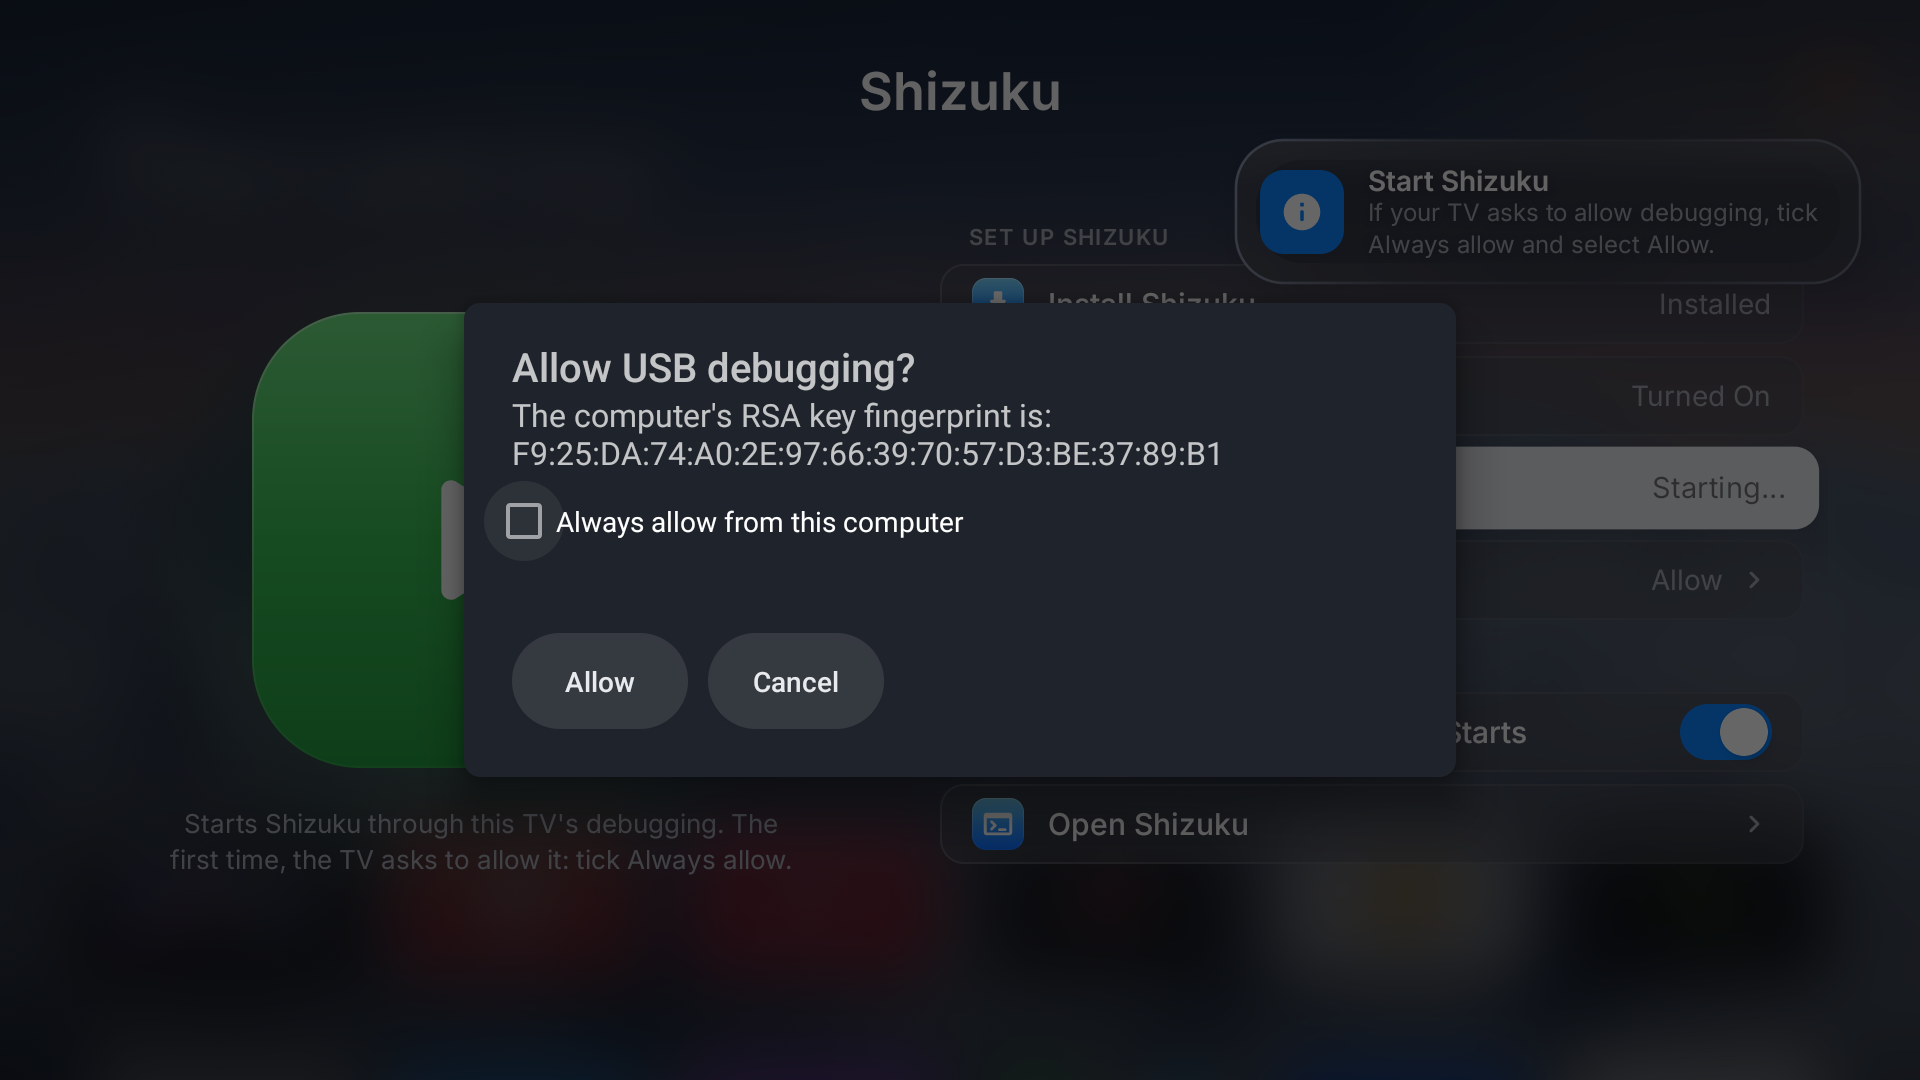 Shizuku
Start Shizuku
If your TV asks to allow debugging, tick
Always allow and select Allow.
SET UP SHIZUKU
Install Shizuku
Installed
Turned On
Starting...
Allow
Starts
Open Shizuku
Allow USB debugging?
The computer's RSA key fingerprint is:
F9:25:DA:74:A0:2E:97:66:39:70:57:D3:BE:37:89:B1
Always allow from this computer
Allow
Cancel
Starts Shizuku through this TV's debugging. The
first time, the TV asks to allow it: tick Always allow.